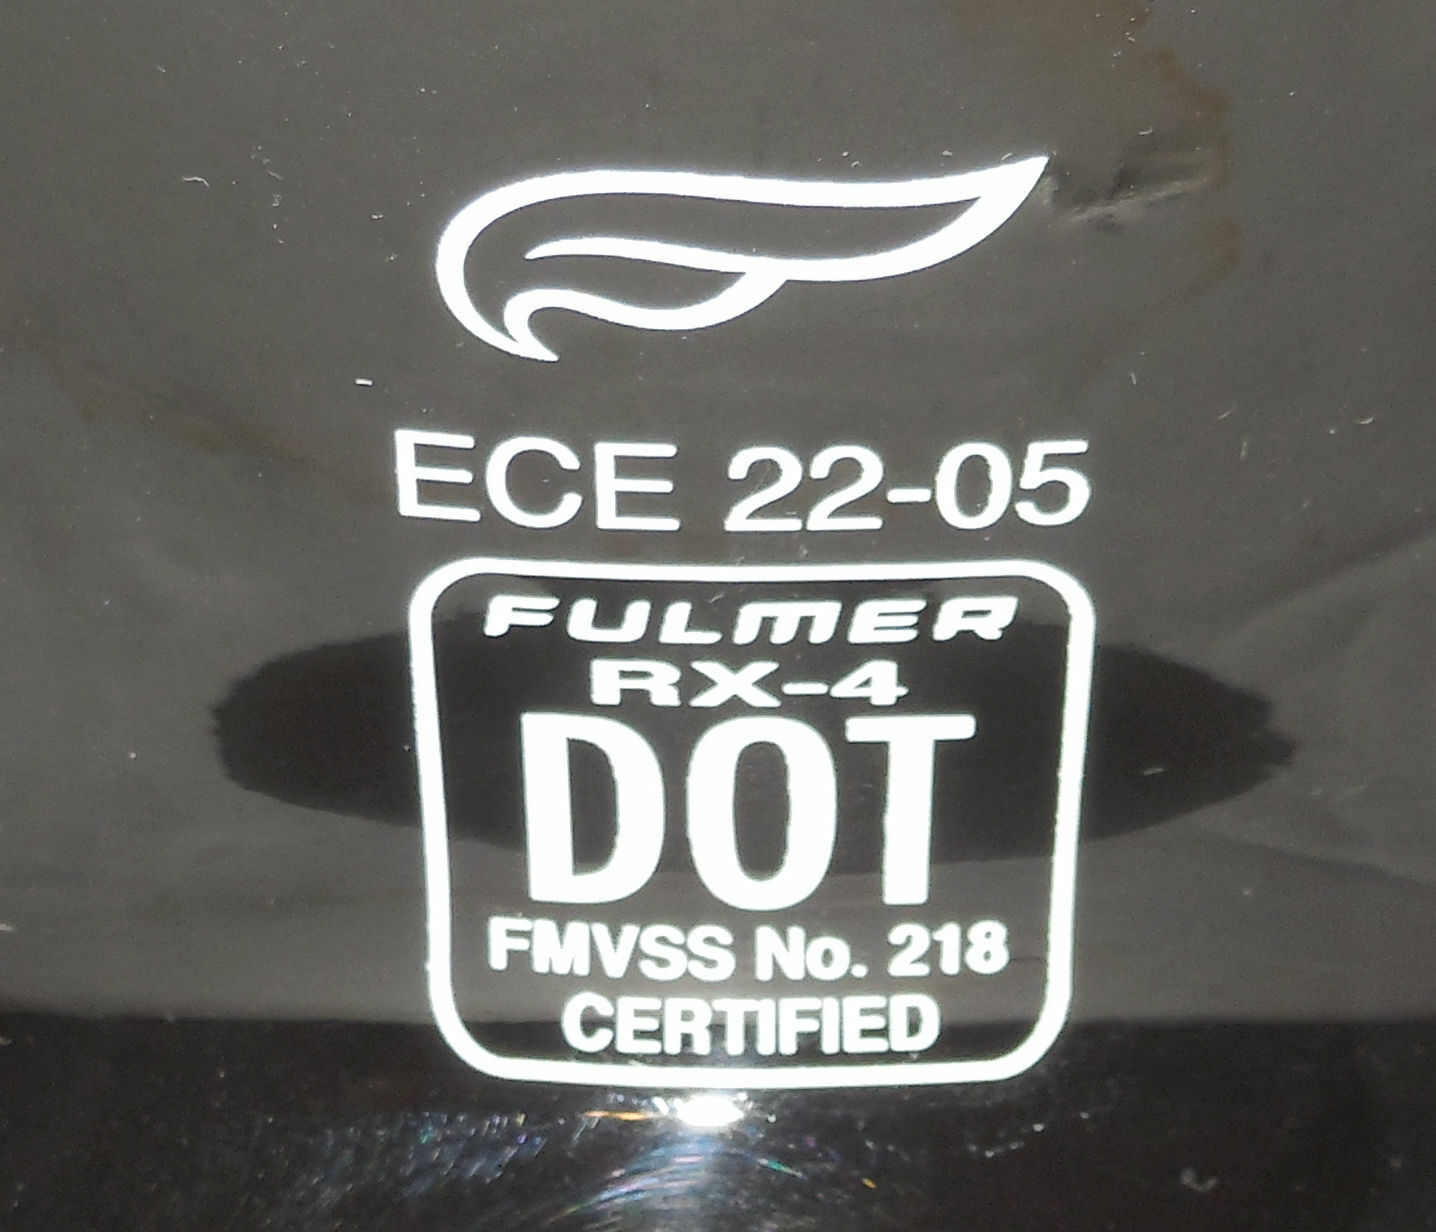 ECE 22-05
FULMER
RX-4
DOT
FMVSS No. 218
CERTIFIED